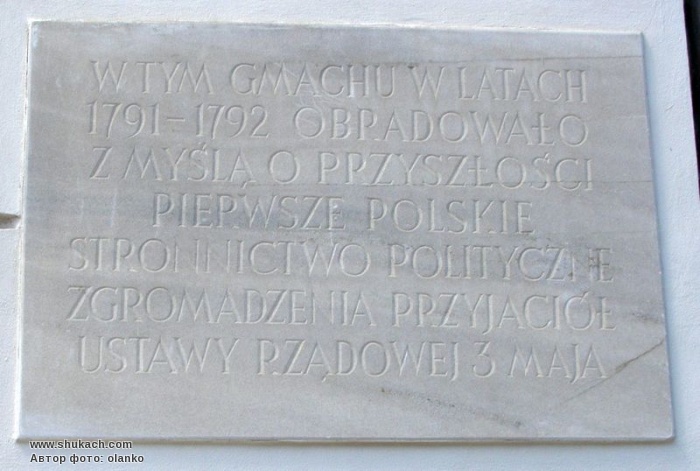 W TYM GMACHU W LATACH
1791–1792 OBRADOWAŁO
Z MYŚLĄ O PRZYSZŁOŚCI
PIERWSZE POLSKIE
STRONNICTWO POLITYCZNE
ZGROMADZENIA PRZYJACIÓŁ
USTAWY RZĄDOWEJ 3 MAJA
www.shukach.com
Автор фото: olanko